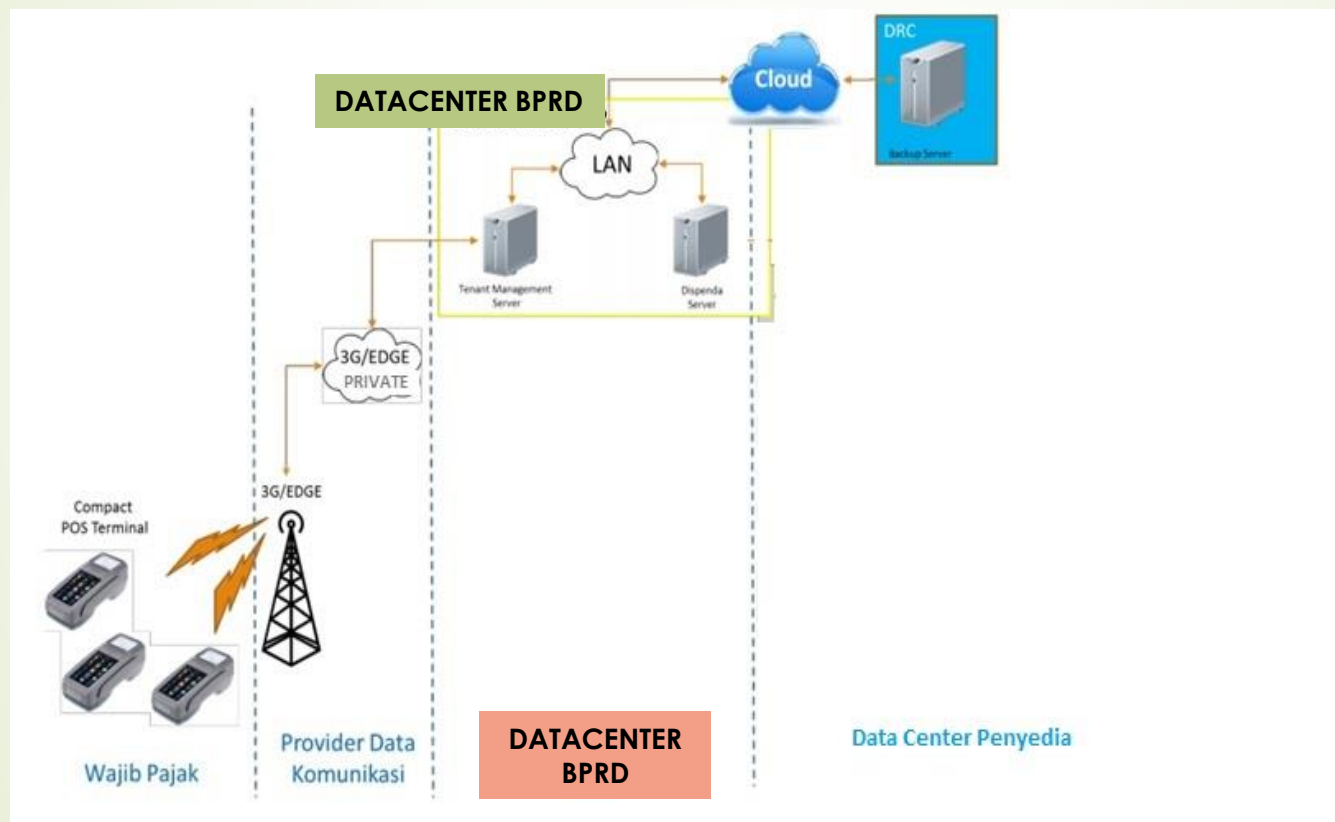 DRC
Cloud
Backup Server
DATACENTER BPRD
LAN
Tenant Management
Server
Dispenda
Server
3G/EDGE
PRIVATE
3G/EDGE
Compact
POS Terminal
Wajib Pajak
Provider Data
Komunikasi
DATACENTER
BPRD
Data Center Penyedia